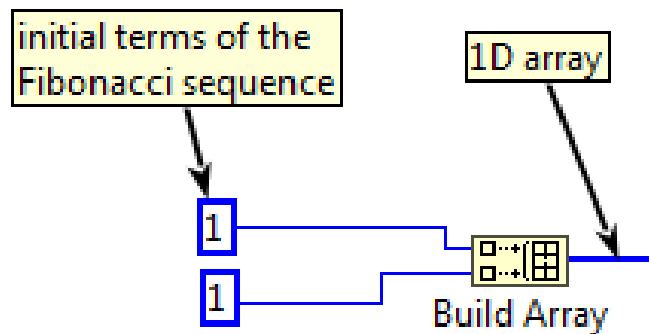 initial terms of the
Fibonacci sequence
1D array
1
1
Build Array